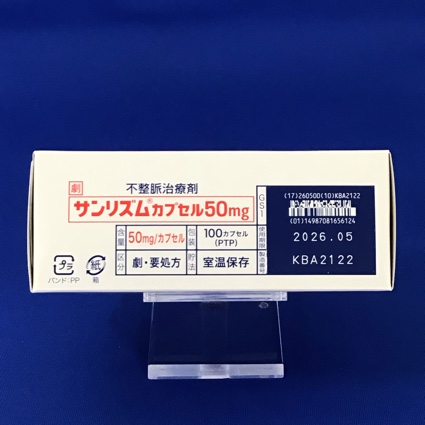 劇
不整脈治療剤
サンリズム®カプセル50mg
含量 50mg/カプセル
包装 100カプセル
(PTP)
区分 劇・要処方
貯法 室温保存
GS1
(17)260500(10)KBA2122
(01)14987081656124
使用期限 2026.05
製造番号 KBA2122
プラ
バンド:PP
紙
箱